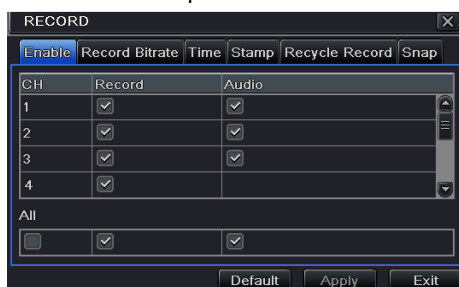 RECORD
Enable Record Bitrate Time Stamp Recycle Record Snap
CH Record Audio
1
2
3
4
All
Default Apply Exit